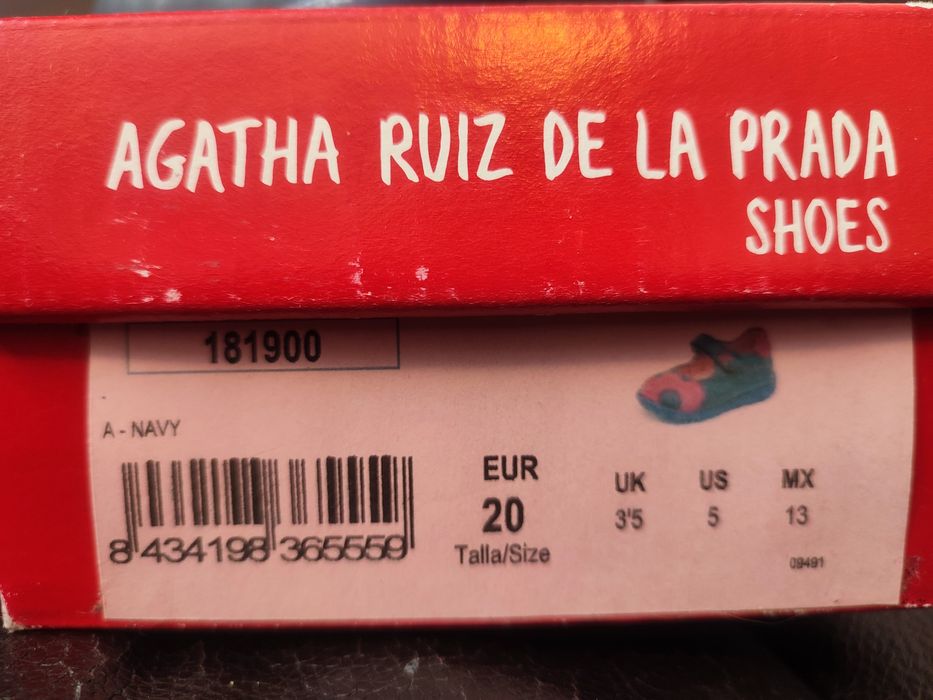 AGATHA RUIZ DE LA PRADA
SHOES
181900
A - NAVY
8 434198 365559
EUR
20
Talla/Size
UK
3'5
US
5
MX
13
09491